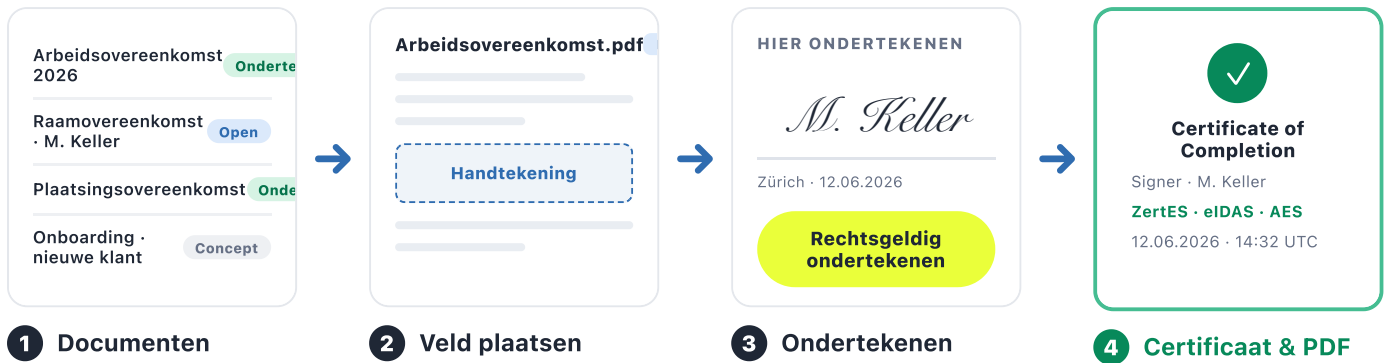 Arbeidsovereenkomst
2026
Raamovereenkomst
· M. Keller
Open
Plaatsingsovereenkomst
Onboarding ·
nieuwe klant
Concept
1 Documenten
Arbeidsovereenkomst.pdf
Handtekening
2 Veld plaatsen
HIER ONDERTEKENEN
M. Keller
Zürich · 12.06.2026
Rechtsgeldig
ondertekenen
3 Ondertekenen
Certificate of
Completion
Signer · M. Keller
ZertES · eIDAS · AES
12.06.2026 · 14:32 UTC
4 Certificaat & PDF